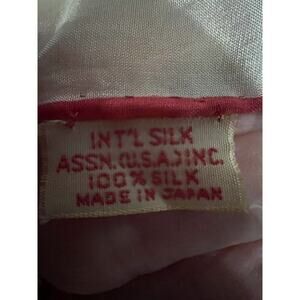 INT'L SILK
ASSN. (U.S.A.) INC.
100% SILK
MADE IN JAPAN